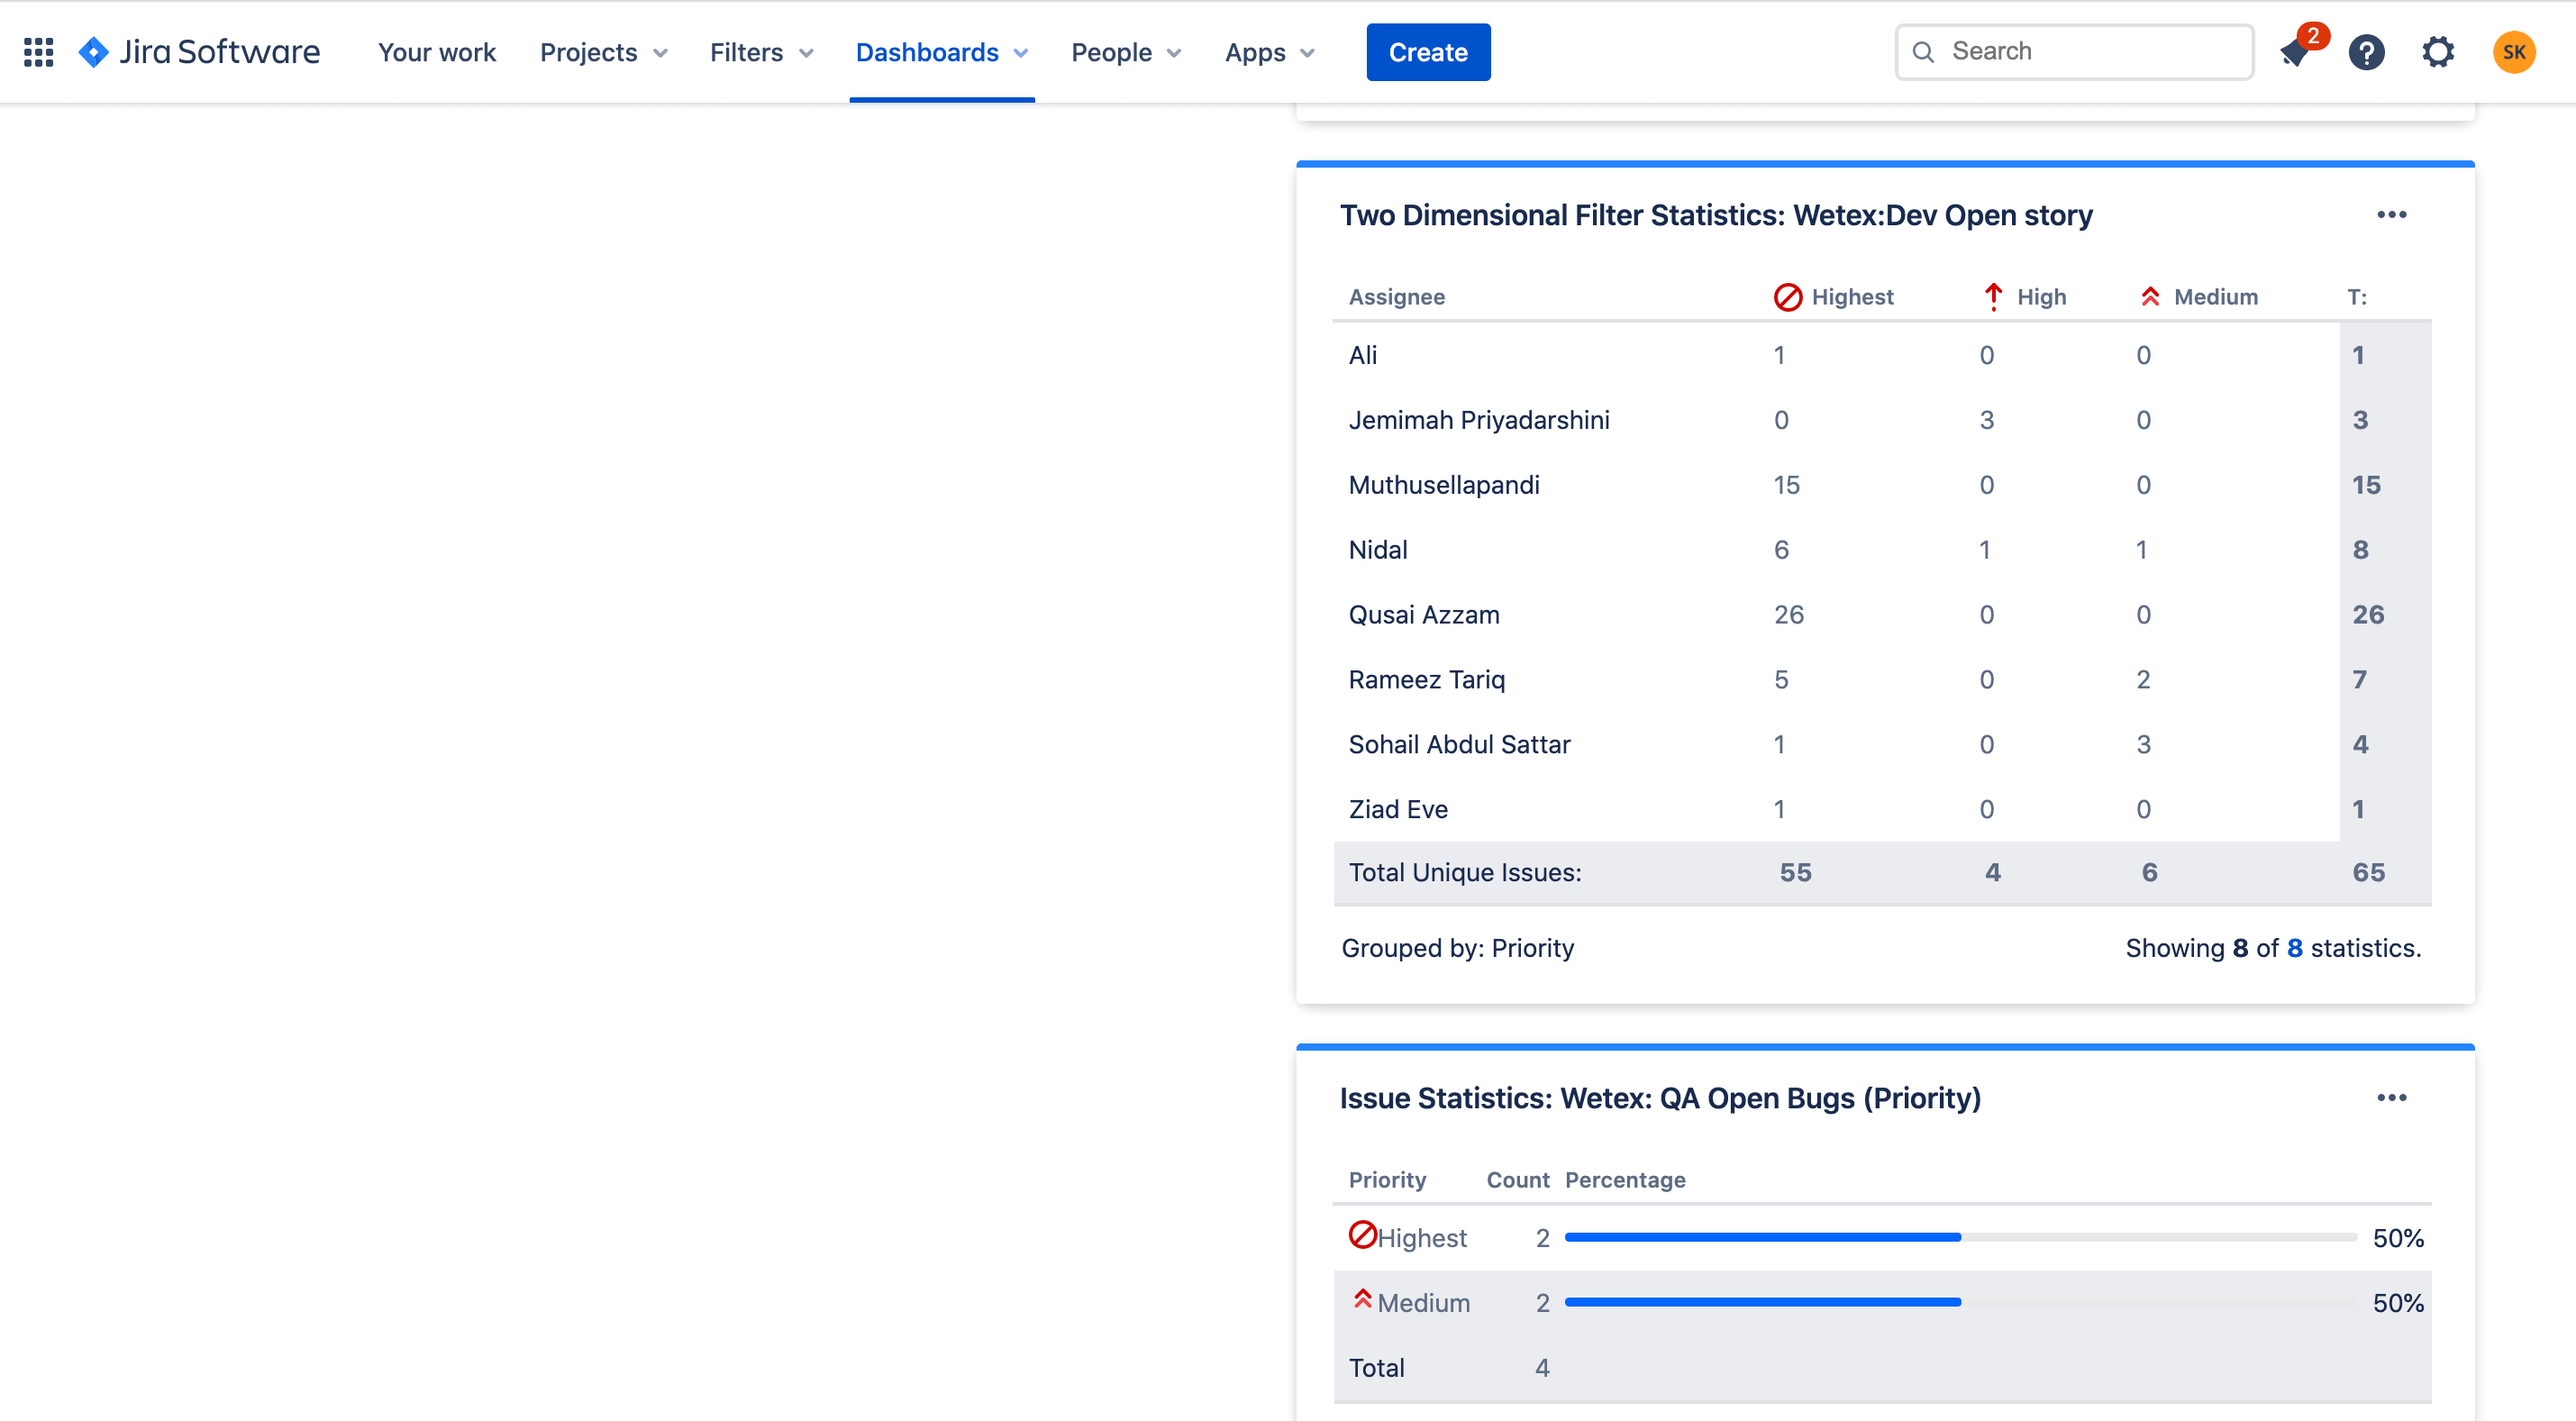 Jira Software Your work Projects Filters Dashboards People Apps Create Search 2 SK
Two Dimensional Filter Statistics: Wetex:Dev Open story
Assignee Highest High Medium T:
Ali 1 0 0 1
Jemimah Priyadarshini 0 3 0 3
Muthusellapandi 15 0 0 15
Nidal 6 1 1 8
Qusai Azzam 26 0 0 26
Rameez Tariq 5 0 2 7
Sohail Abdul Sattar 1 0 3 4
Ziad Eve 1 0 0 1
Total Unique Issues: 55 4 6 65
Grouped by: Priority Showing 8 of 8 statistics.
Issue Statistics: Wetex: QA Open Bugs (Priority)
Priority Count Percentage
Highest 2 50%
Medium 2 50%
Total 4